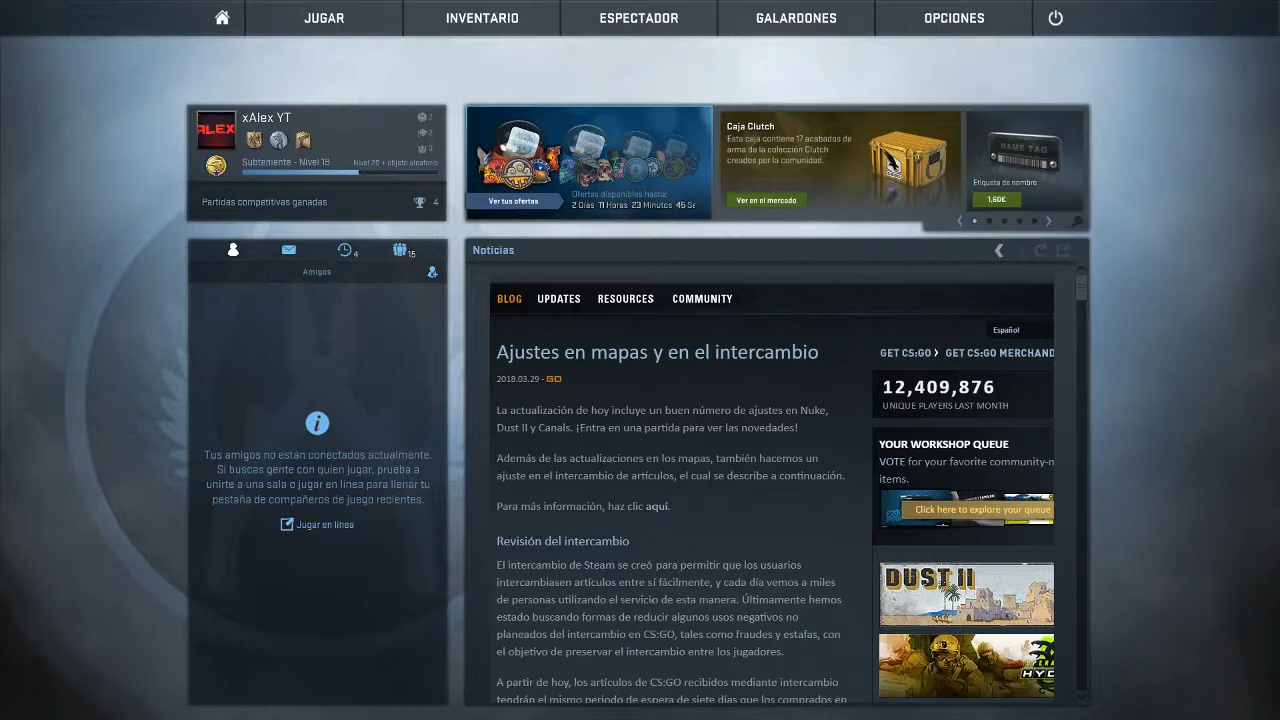 JUGAR
INVENTARIO
ESPECTADOR
GALARDONES
OPCIONES
ALEX
xAlex YT
2
2
3
Subteniente - Nivel 19
Nivel 20 + objeto aleatorio
Partidas competitivas ganadas
4
Ver tus ofertas
Ofertas disponibles hasta:
2 Días 11 Horas 23 Minutos 45 Se
Caja Clutch
Esta caja contiene 17 acabados de
arma de la colección Clutch
creados por la comunidad.
Ver en el mercado
NAME TAG
Etiqueta de nombre
1,60€
4
15
Amigos
Tus amigos no están conectados actualmente.
Si buscas gente con quien jugar, prueba a
unirte a una sala o jugar en línea para llenar tu
pestaña de compañeros de juego recientes.
Jugar en línea
Noticias
BLOG
UPDATES
RESOURCES
COMMUNITY
Español
Ajustes en mapas y en el intercambio
2018.03.29 - GO
La actualización de hoy incluye un buen número de ajustes en Nuke,
Dust II y Canals. ¡Entra en una partida para ver las novedades!
Además de las actualizaciones en los mapas, también hacemos un
ajuste en el intercambio de artículos, el cual se describe a continuación.
Para más información, haz clic aquí.
Revisión del intercambio
El intercambio de Steam se creó para permitir que los usuarios
intercambiasen artículos entre sí fácilmente, y cada día vemos a miles
de personas utilizando el servicio de esta manera. Últimamente hemos
estado buscando formas de reducir algunos usos negativos no
planeados del intercambio en CS:GO, tales como fraudes y estafas, con
el objetivo de preservar el intercambio entre los jugadores.
A partir de hoy, los artículos de CS:GO recibidos mediante intercambio
tendrán el mismo periodo de espera de siete días que los comprados en
GET CS:GO
GET CS:GO MERCHAND
12,409,876
UNIQUE PLAYERS LAST MONTH
YOUR WORKSHOP QUEUE
VOTE for your favorite community-m
items.
Click here to explore your queue
DUST II
OPERA
HYD